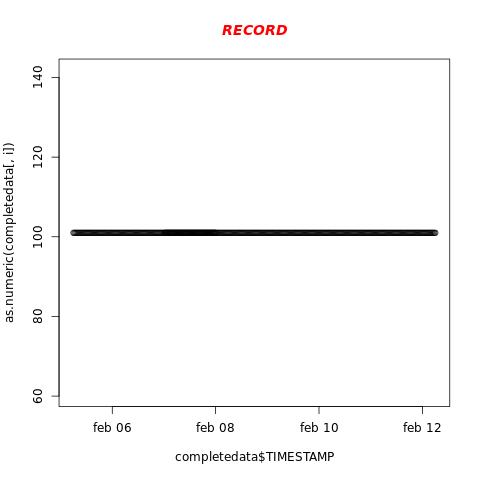 RECORD
as.numeric(completedata[, i])
140
120
100
80
60
feb 06
feb 08
feb 10
feb 12
completedata$TIMESTAMP